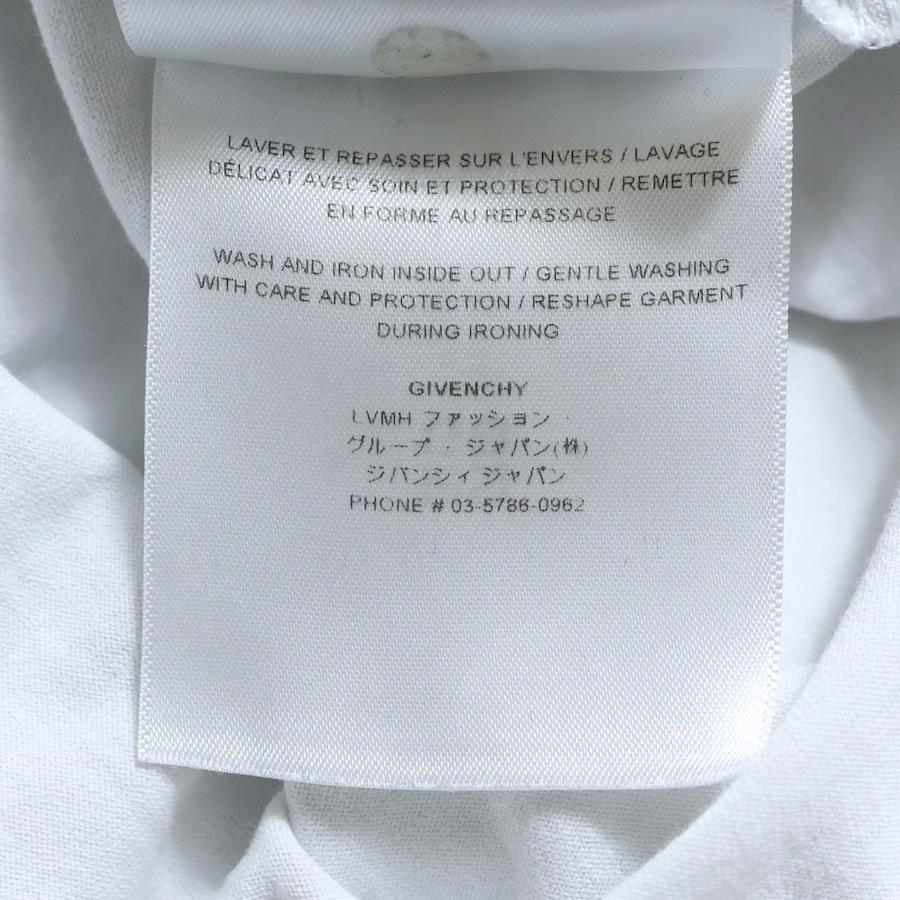 LAVER ET REPASSER SUR L'ENVERS / LAVAGE
DÉLICAT AVEC SOIN ET PROTECTION / REMETTRE
EN FORME AU REPASSAGE
WASH AND IRON INSIDE OUT / GENTLE WASHING
WITH CARE AND PROTECTION / RESHAPE GARMENT
DURING IRONING
GIVENCHY
LVMH ファッション ・
グループ ・ ジャパン(株)
ジバンシィ ジャパン
PHONE # 03-5786-0962